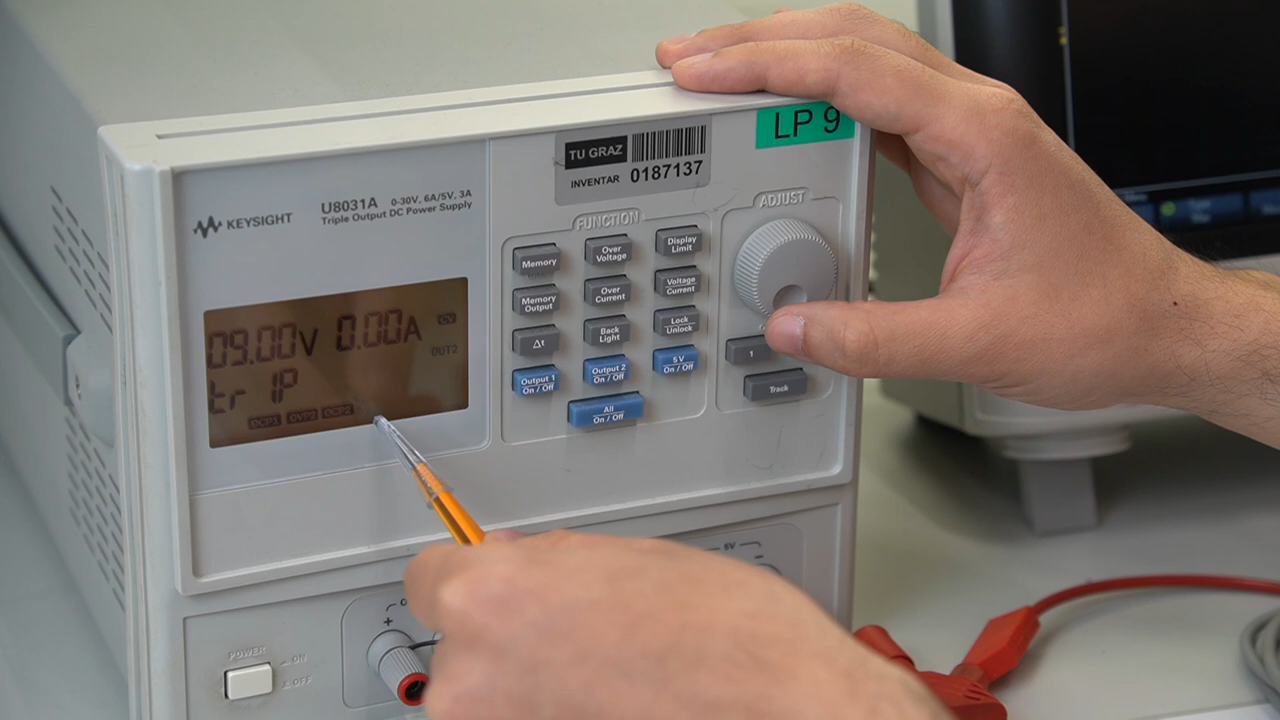 LP 9
TU GRAZ
INVENTAR 0187137
KEYSIGHT
U8031A 0-30V, 6A/5V, 3A
Triple Output DC Power Supply
FUNCTION
ADJUST
Memory
Over
Voltage
Display
Limit
Memory
Output
Over
Current
Voltage
Current
Δt
Back
Light
Lock
Unlock
Output 1
On / Off
Output 2
On / Off
5V
On / Off
All
On / Off
1
Track
09.00V 0.00A CV
OUT2
tr 1P
OCP1 OVP2 OCP2
POWER
ON
OFF
+
5V